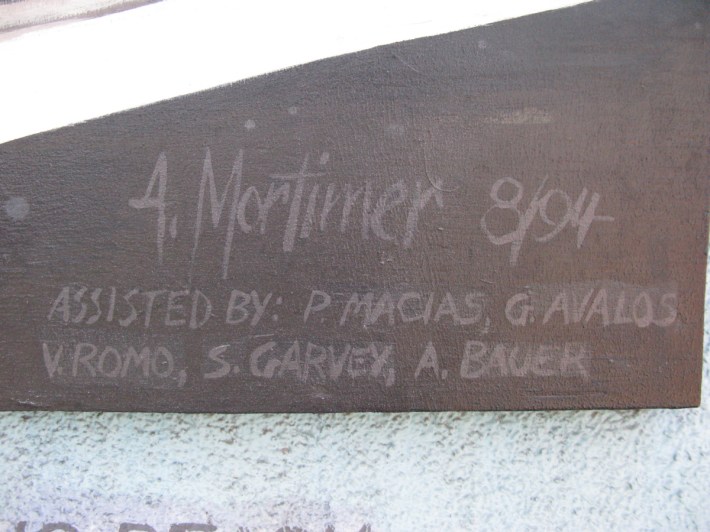 A. Mortimer 8/94
ASSISTED BY: P. MACIAS, G. AVALOS
V. ROMO, S. GARVEY, A. BAUER